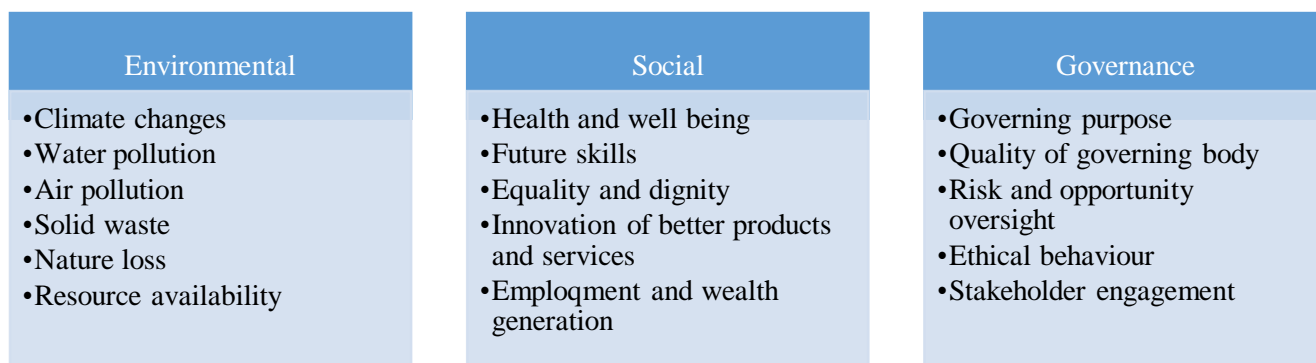 Environmental
•Climate changes
•Water pollution
•Air pollution
•Solid waste
•Nature loss
•Resource availability
Social
•Health and well being
•Future skills
•Equality and dignity
•Innovation of better products
and services
•Emploqment and wealth
generation
Governance
•Governing purpose
•Quality of governing body
•Risk and opportunity
oversight
•Ethical behaviour
•Stakeholder engagement